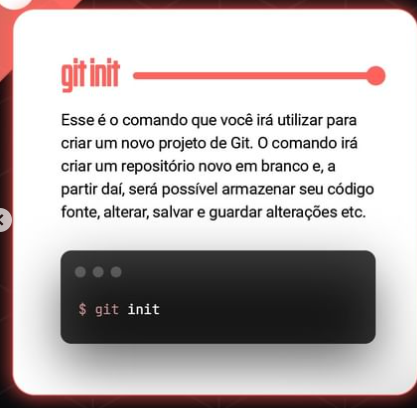 git init
Esse é o comando que você irá utilizar para
criar um novo projeto de Git. O comando irá
criar um repositório novo em branco e, a
partir daí, será possível armazenar seu código
fonte, alterar, salvar e guardar alterações etc.
$ git init